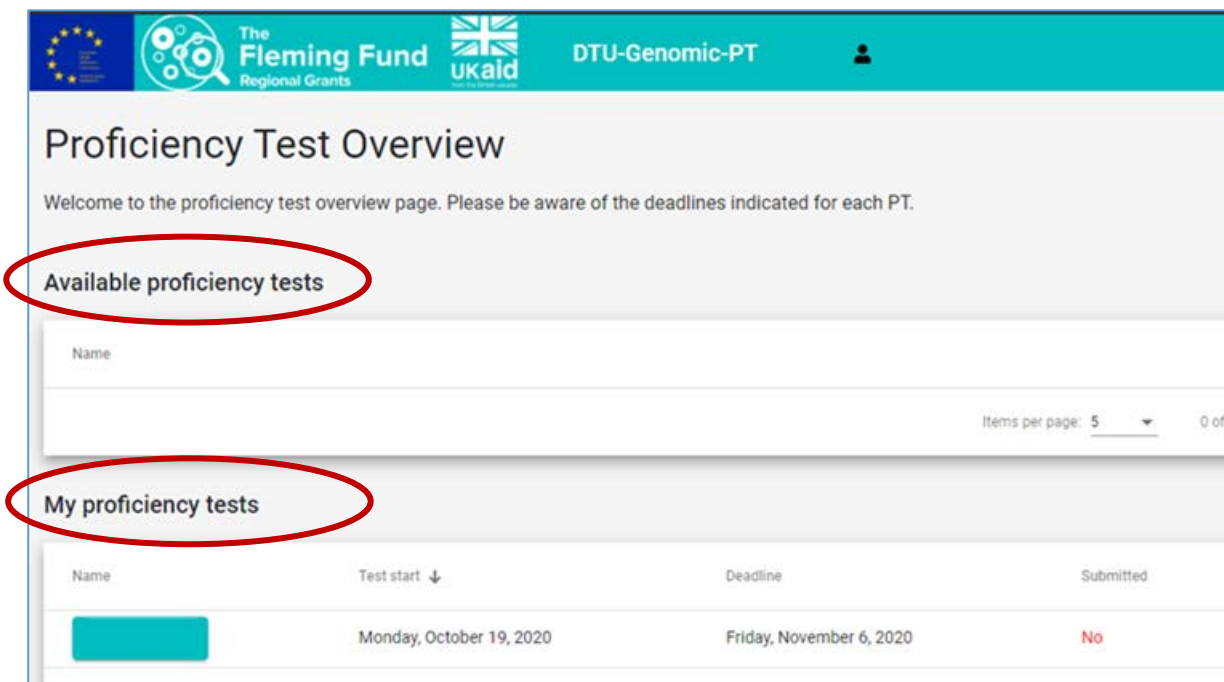 The
Fleming Fund
Regional Grants
UKaid
DTU-Genomic-PT
Proficiency Test Overview
Welcome to the proficiency test overview page. Please be aware of the deadlines indicated for each PT.
Available proficiency tests
Name
Items per page: 5 0 of
My proficiency tests
Name Test start Deadline Submitted
Monday, October 19, 2020 Friday, November 6, 2020 No